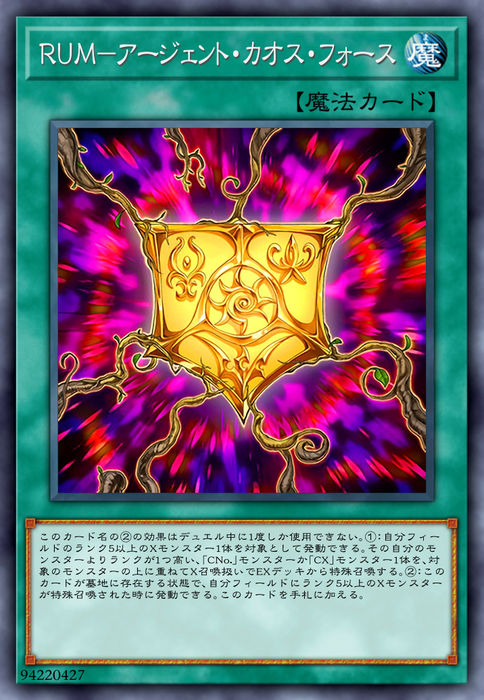 RUM－アージェント・カオス・フォース
魔
【魔法カード】
このカード名の②の効果はデュエル中に1度しか使用できない。①：自分フィー
ルドのランク5以上のXモンスター1体を対象として発動できる。その自分のモ
ンスターよりランクが1つ高い、「CNo.」モンスターか「CX」モンスター1体を、対
象のモンスターの上に重ねてX召喚扱いでEXデッキから特殊召喚する。②：この
カードが墓地に存在する状態で、自分フィールドにランク5以上のXモンスター
が特殊召喚された時に発動できる。このカードを手札に加える。
94220427